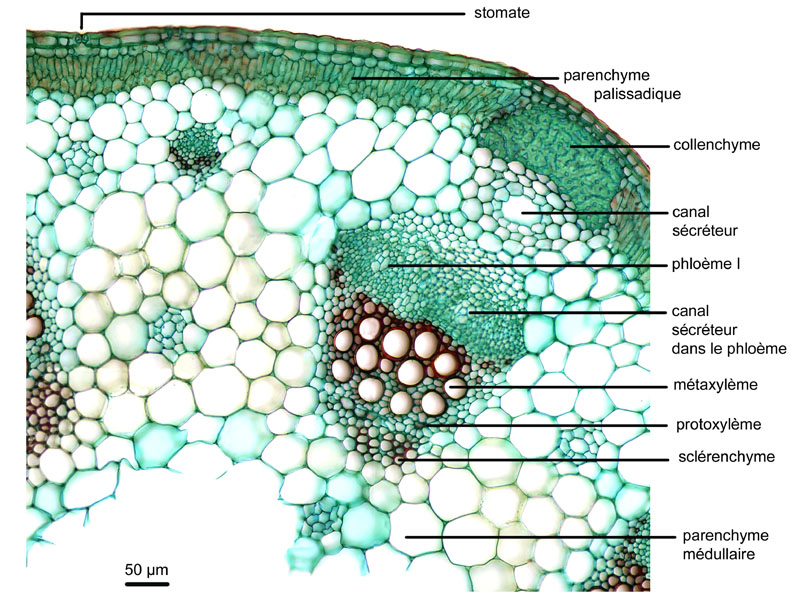 stomate
parenchyme
palissadique
collenchyme
canal
sécréteur
phloème I
canal
sécréteur
dans le phloème
métaxylème
protoxylème
sclérenchyme
parenchyme
médullaire
50 µm